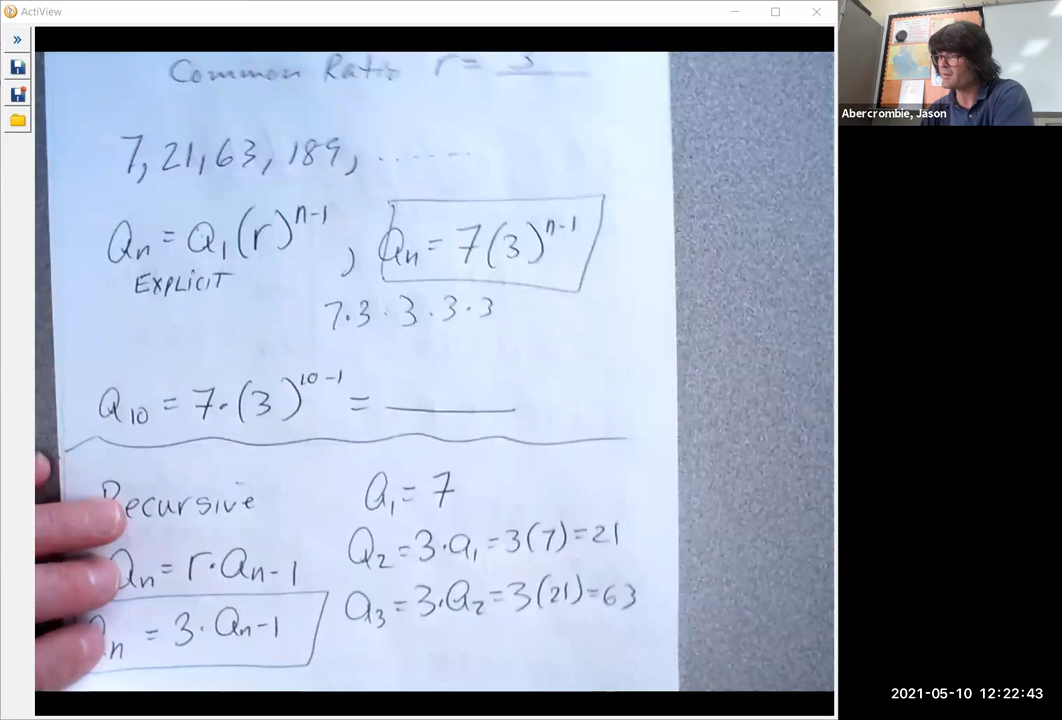 ActiView
Abercrombie, Jason
Common Ratio r = 3
7, 21, 63, 189, .......
an = a1(r)^n-1 , an = 7(3)^n-1
EXPLICIT
7·3·3·3·3
a10 = 7·(3)^10-1 = ______
Recursive
a1 = 7
a2 = 3·a1 = 3(7) = 21
an = r·an-1
a3 = 3·a2 = 3(21) = 63
an = 3·an-1
2021-05-10 12:22:43